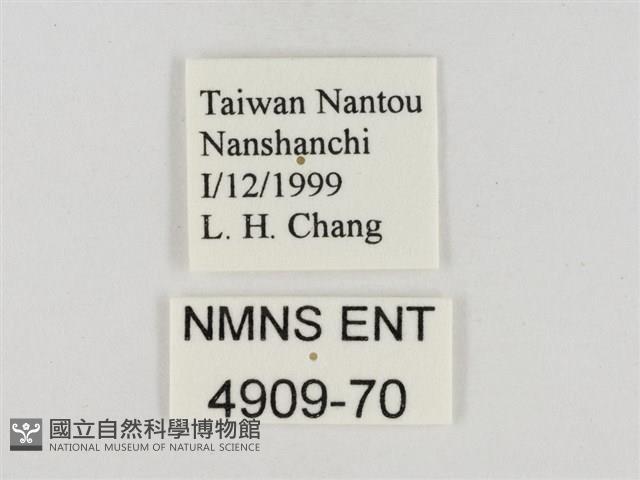 Taiwan Nantou
Nanshanchi
I/12/1999
L. H. Chang
NMNS ENT
4909-70
國立自然科學博物館
NATIONAL MUSEUM OF NATURAL SCIENCE